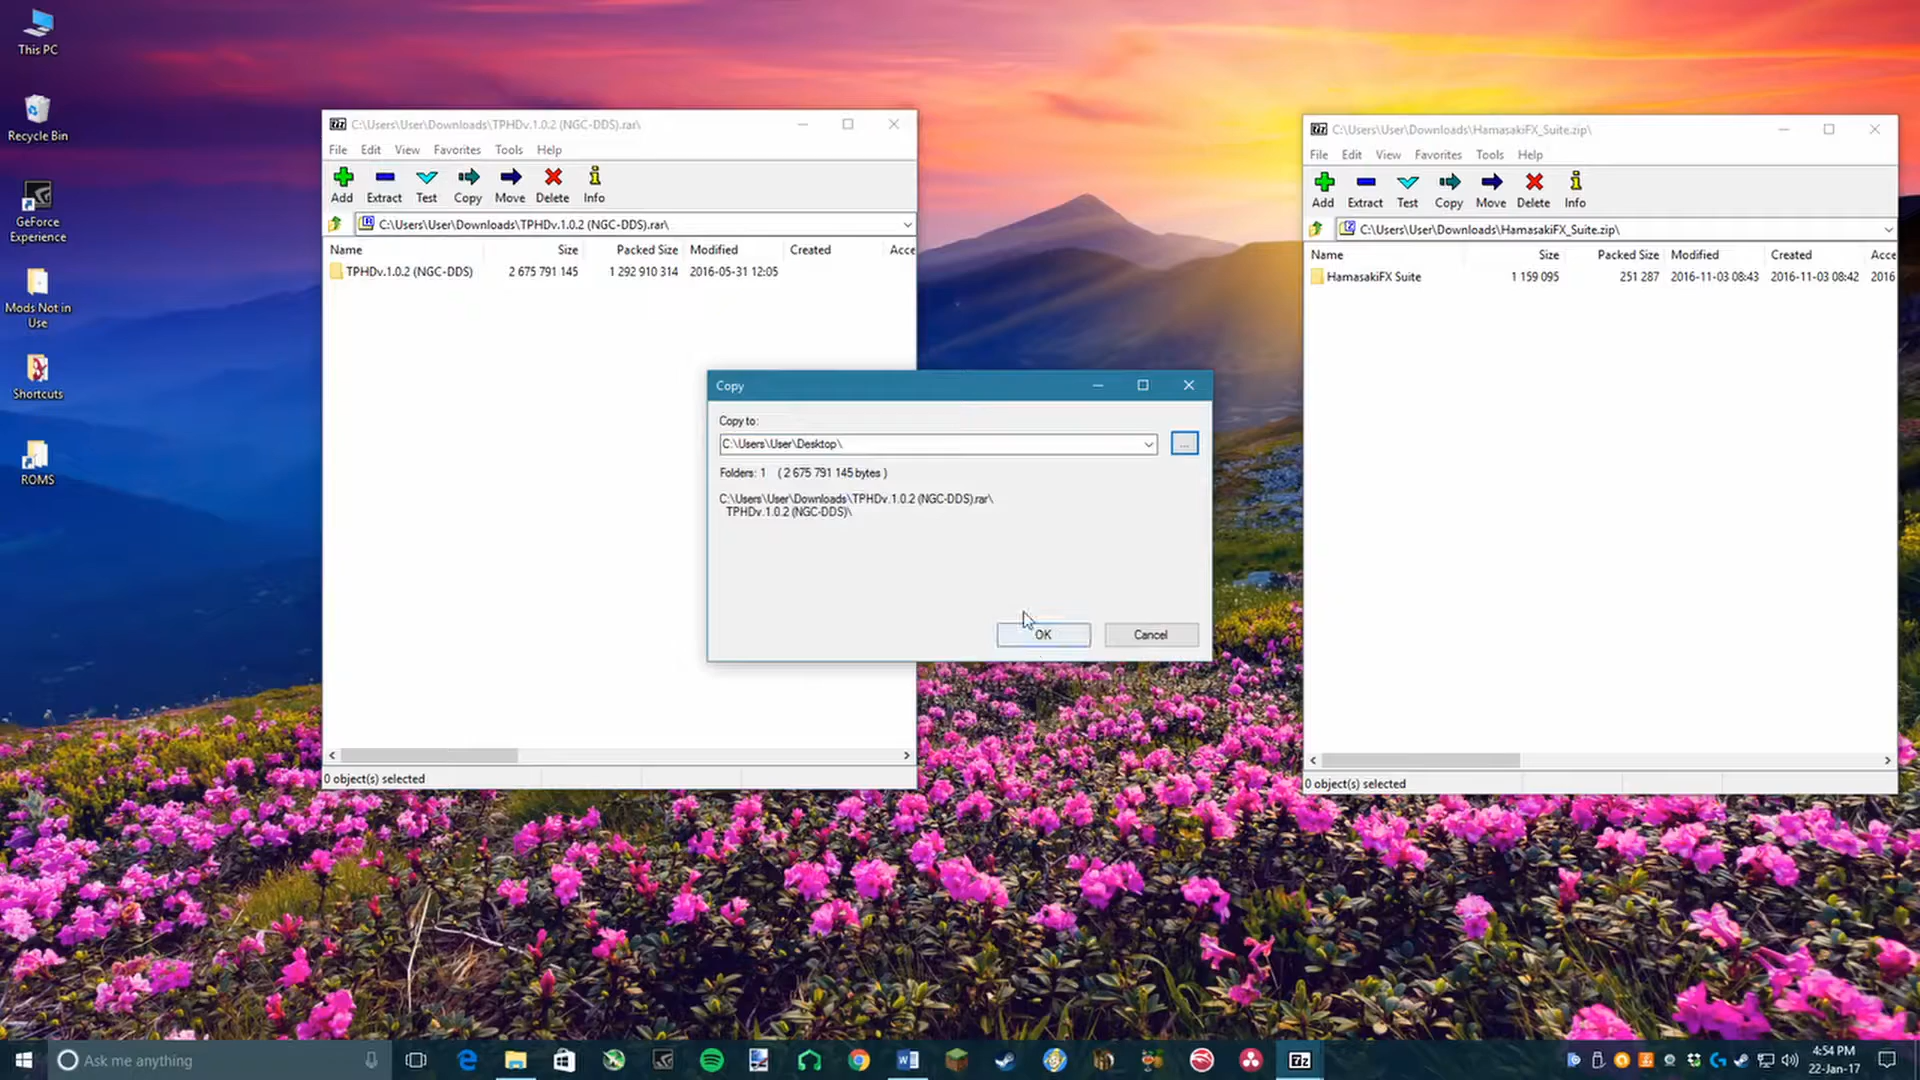 This PC
Recycle Bin
GeForce
Experience
Mods Not in
Use
Shortcuts
ROMS
C:\Users\User\Downloads\TPHDv.1.0.2 (NGC-DDS).rar\
File Edit View Favorites Tools Help
Add Extract Test Copy Move Delete Info
C:\Users\User\Downloads\TPHDv.1.0.2 (NGC-DDS).rar\
Name Size Packed Size Modified Created Acce
TPHDv.1.0.2 (NGC-DDS) 2 675 791 145 1 292 910 314 2016-05-31 12:05
0 object(s) selected
Copy
Copy to:
C:\Users\User\Desktop\
...
Folders: 1 ( 2 675 791 145 bytes )
C:\Users\User\Downloads\TPHDv.1.0.2 (NGC-DDS).rar\
TPHDv.1.0.2 (NGC-DDS)\
OK Cancel
C:\Users\User\Downloads\HamasakiFX_Suite.zip\
File Edit View Favorites Tools Help
Add Extract Test Copy Move Delete Info
C:\Users\User\Downloads\HamasakiFX_Suite.zip\
Name Size Packed Size Modified Created Acce
HamasakiFX Suite 1 159 095 251 287 2016-11-03 08:43 2016-11-03 08:42 2016
0 object(s) selected
Ask me anything
7z
4:54 PM
22-Jan-17